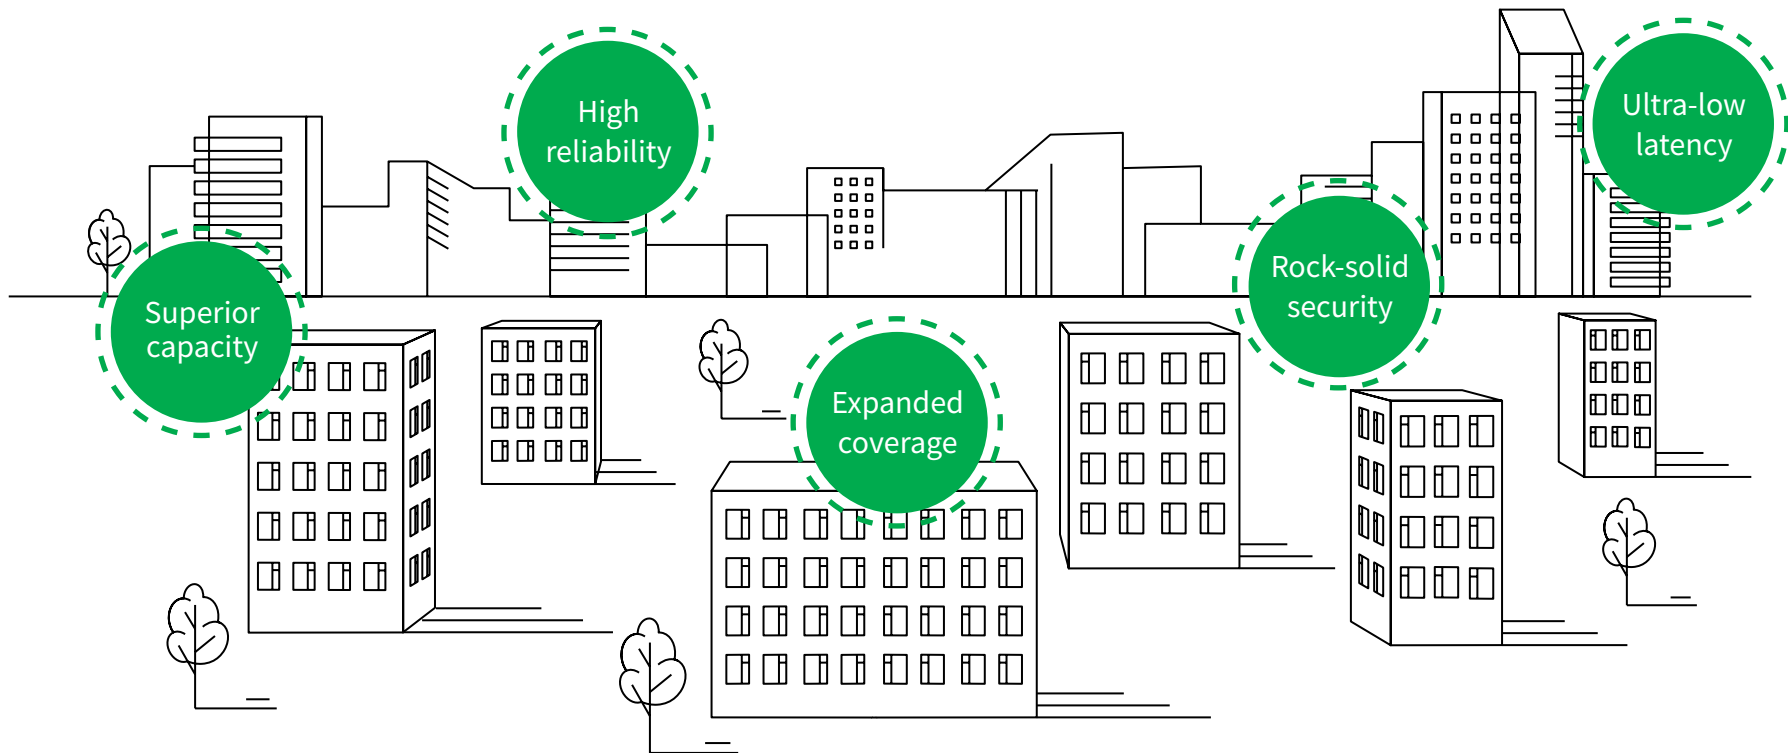 High
reliability
Ultra-low
latency
Superior
capacity
Rock-solid
security
Expanded
coverage